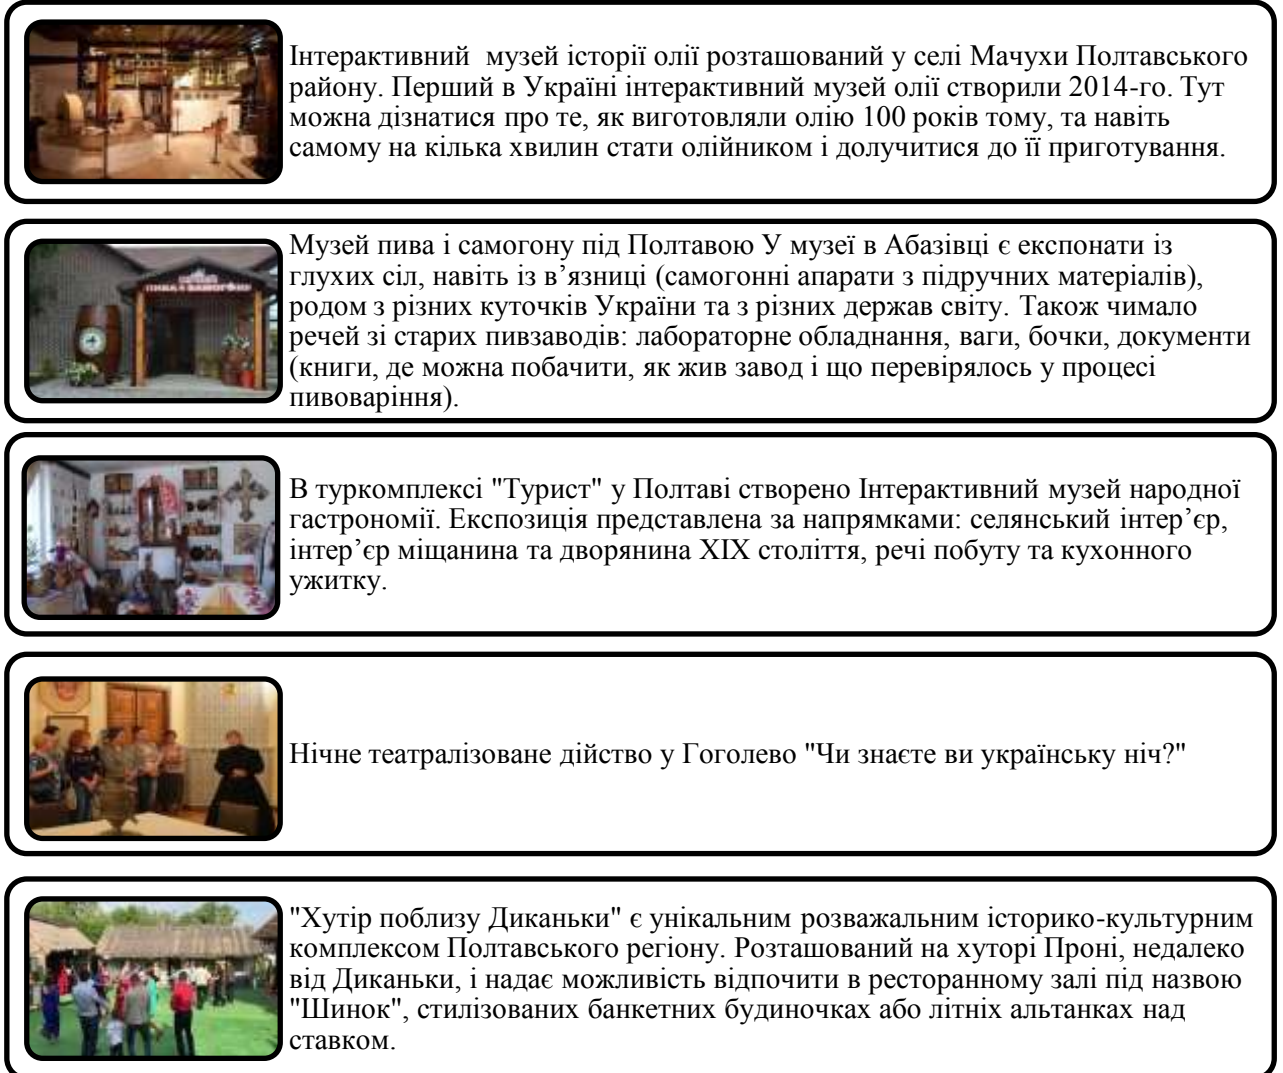 Інтерактивний музей історії олії розташований у селі Мачухи Полтавського
району. Перший в Україні інтерактивний музей олії створили 2014-го. Тут
можна дізнатися про те, як виготовляли олію 100 років тому, та навіть
самому на кілька хвилин стати олійником і долучитися до її приготування.
Музей пива і самогону під Полтавою У музеї в Абазівці є експонати із
глухих сіл, навіть із в’язниці (самогонні апарати з підручних матеріалів),
родом з різних куточків України та з різних держав світу. Також чимало
речей зі старих пивзаводів: лабораторне обладнання, ваги, бочки, документи
(книги, де можна побачити, як жив завод і що перевірялось у процесі
пивоваріння).
В туркомплексі "Турист" у Полтаві створено Інтерактивний музей народної
гастрономії. Експозиція представлена за напрямками: селянський інтер’єр,
інтер’єр міщанина та дворянина XIX століття, речі побуту та кухонного
ужитку.
Нічне театралізоване дійство у Гоголево "Чи знаєте ви українську ніч?"
"Хутір поблизу Диканьки" є унікальним розважальним історико-культурним
комплексом Полтавського регіону. Розташований на хуторі Проні, недалеко
від Диканьки, і надає можливість відпочити в ресторанному залі під назвою
"Шинок", стилізованих банкетних будиночках або літніх альтанках над
ставком.